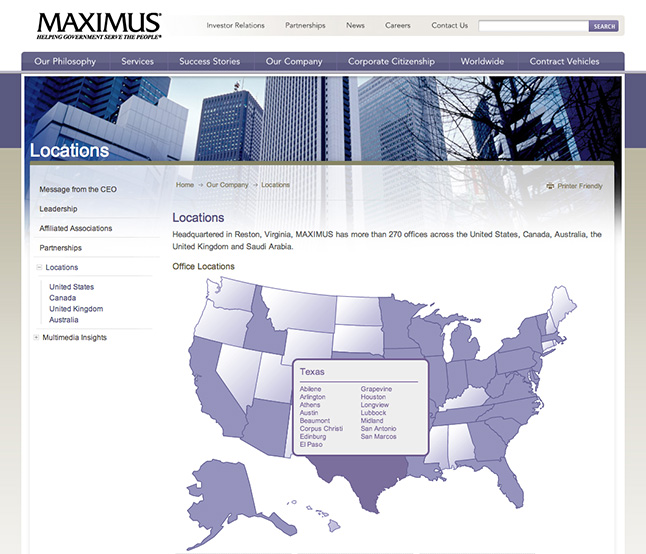 MAXIMUS
HELPING GOVERNMENT SERVE THE PEOPLE®
Investor Relations Partnerships News Careers Contact Us SEARCH
Our Philosophy Services Success Stories Our Company Corporate Citizenship Worldwide Contract Vehicles
Locations
Message from the CEO
Leadership
Affiliated Associations
Partnerships
Locations
United States
Canada
United Kingdom
Australia
Multimedia Insights
Home → Our Company → Locations
Printer Friendly
Locations
Headquartered in Reston, Virginia, MAXIMUS has more than 270 offices across the United States, Canada, Australia, the
United Kingdom and Saudi Arabia.
Office Locations
Texas
Abilene
Arlington
Athens
Austin
Beaumont
Corpus Christi
Edinburg
El Paso
Grapevine
Houston
Longview
Lubbock
Midland
San Antonio
San Marcos